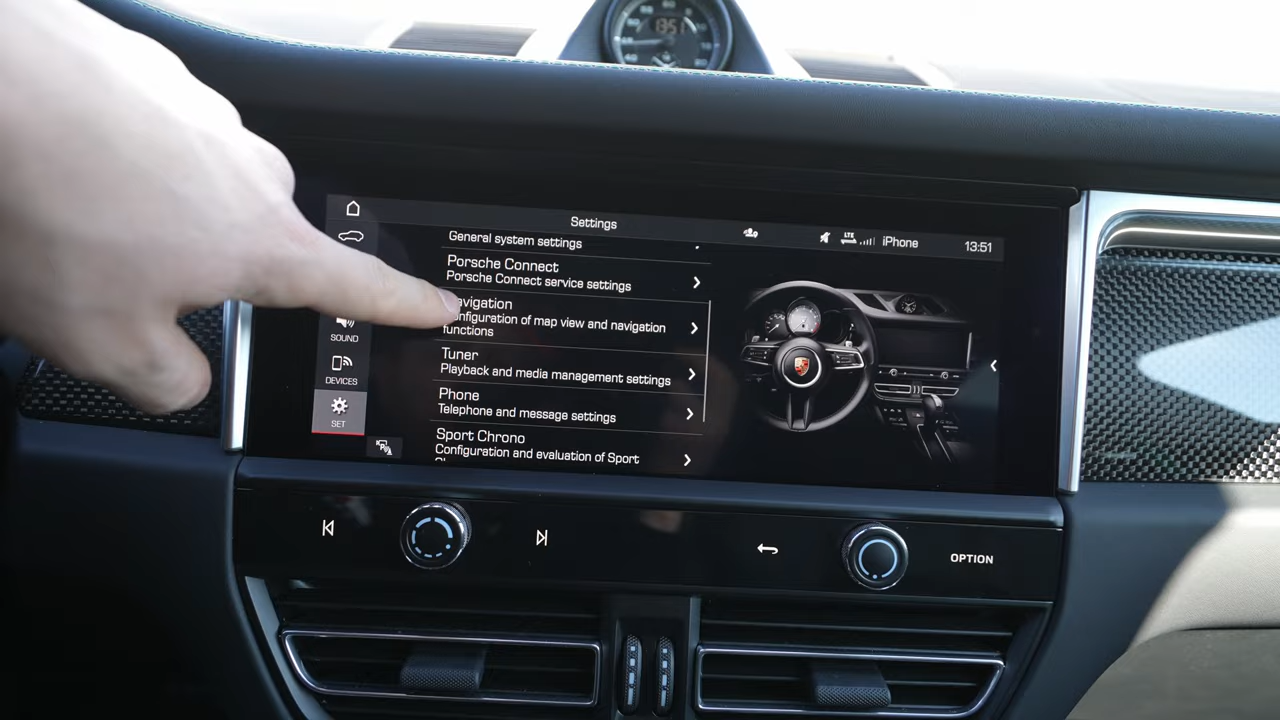 1351
Settings
LTE
iPhone
13:51
General system settings
Porsche Connect
Porsche Connect service settings
avigation
onfiguration of map view and navigation
functions
Tuner
Playback and media management settings
Phone
Telephone and message settings
Sport Chrono
Configuration and evaluation of Sport
SOUND
DEVICES
SET
OPTION